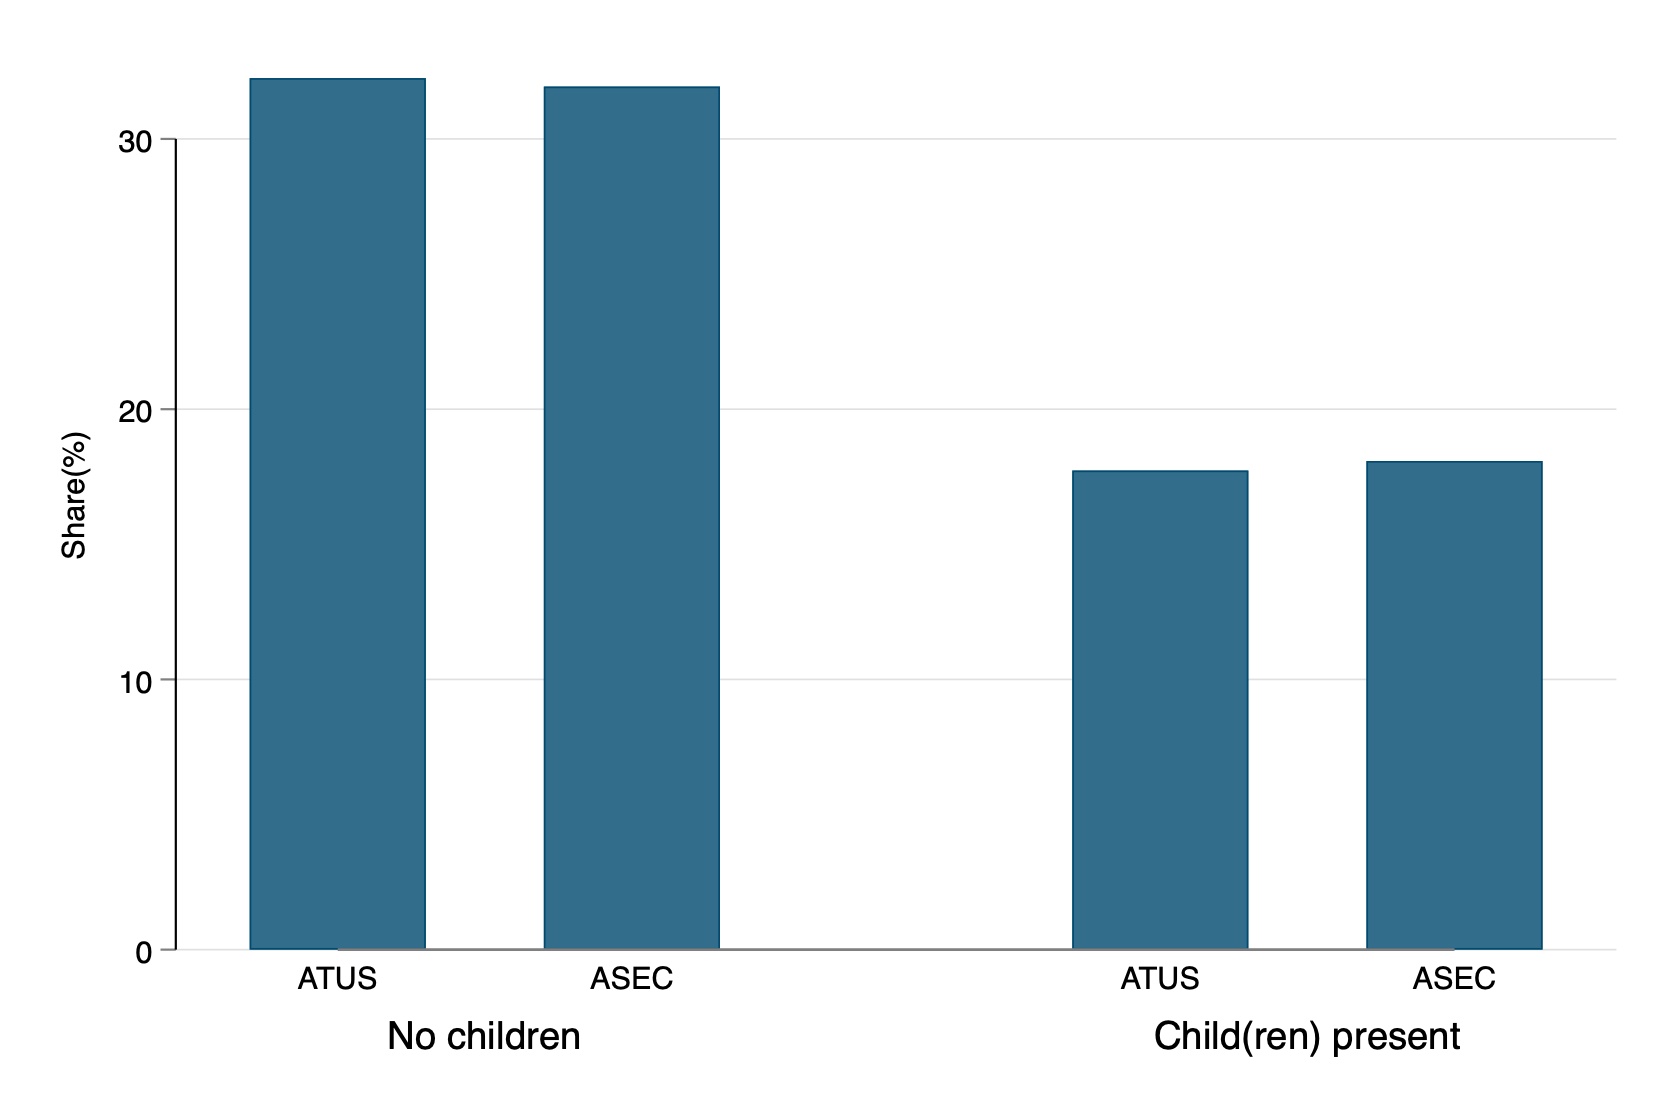 30
20
10
0
Share(%)
ATUS ASEC ATUS ASEC
No children Child(ren) present